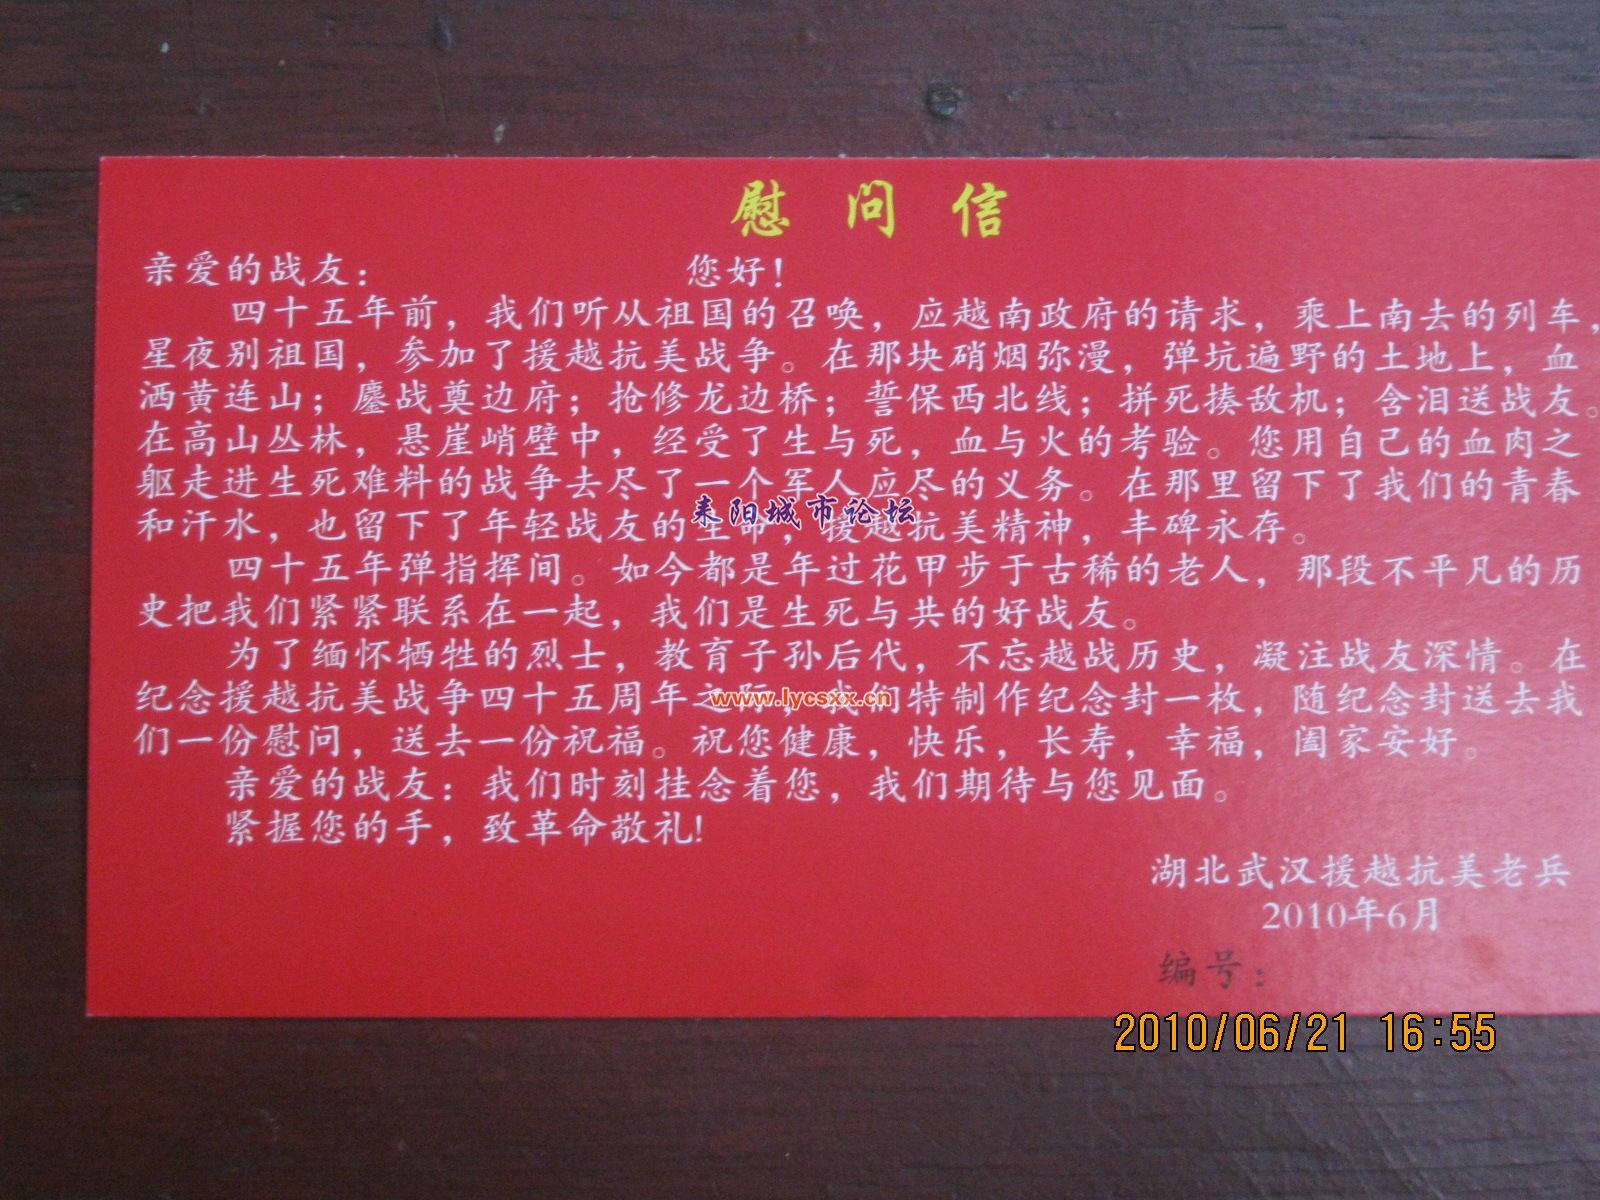 慰问信
亲爱的战友： 您好！
四十五年前，我们听从祖国的召唤，应越南政府的请求，乘上南去的列车，
星夜别祖国，参加了援越抗美战争。在那块硝烟弥漫，弹坑遍野的土地上，血
洒黄连山；鏖战奠边府；抢修龙边桥；誓保西北线；拼死揍敌机；含泪送战友。
在高山丛林，悬崖峭壁中，经受了生与死，血与火的考验。您用自己的血肉之
躯走进生死难料的战争去尽了一个军人应尽的义务。在那里留下了我们的青春
和汗水，也留下了年轻战友的生命，援越抗美精神，丰碑永存。
耒阳城市论坛
四十五年弹指挥间。如今都是年过花甲步于古稀的老人，那段不平凡的历
史把我们紧紧联系在一起，我们是生死与共的好战友。
为了缅怀牺牲的烈士，教育子孙后代，不忘越战历史，凝注战友深情。在
纪念援越抗美战争四十五周年之际，我们特制作纪念封一枚，随纪念封送去我
www.lycsxx.cn
们一份慰问，送去一份祝福。祝您健康，快乐，长寿，幸福，阖家安好。
亲爱的战友：我们时刻挂念着您，我们期待与您见面。
紧握您的手，致革命敬礼！
湖北武汉援越抗美老兵
2010年6月
编号：
2010/06/21 16:55